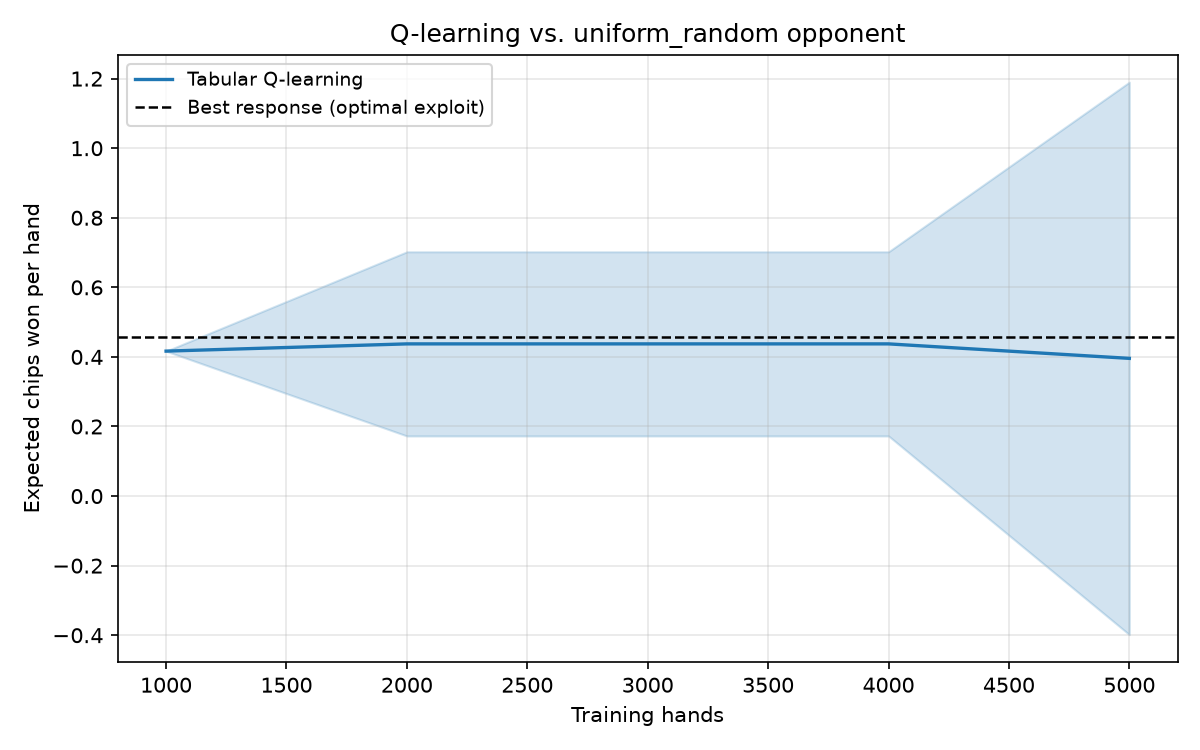 Q-learning vs. uniform_random opponent
Tabular Q-learning
Best response (optimal exploit)
Expected chips won per hand
1.2
1.0
0.8
0.6
0.4
0.2
0.0
−0.2
−0.4
1000 1500 2000 2500 3000 3500 4000 4500 5000
Training hands